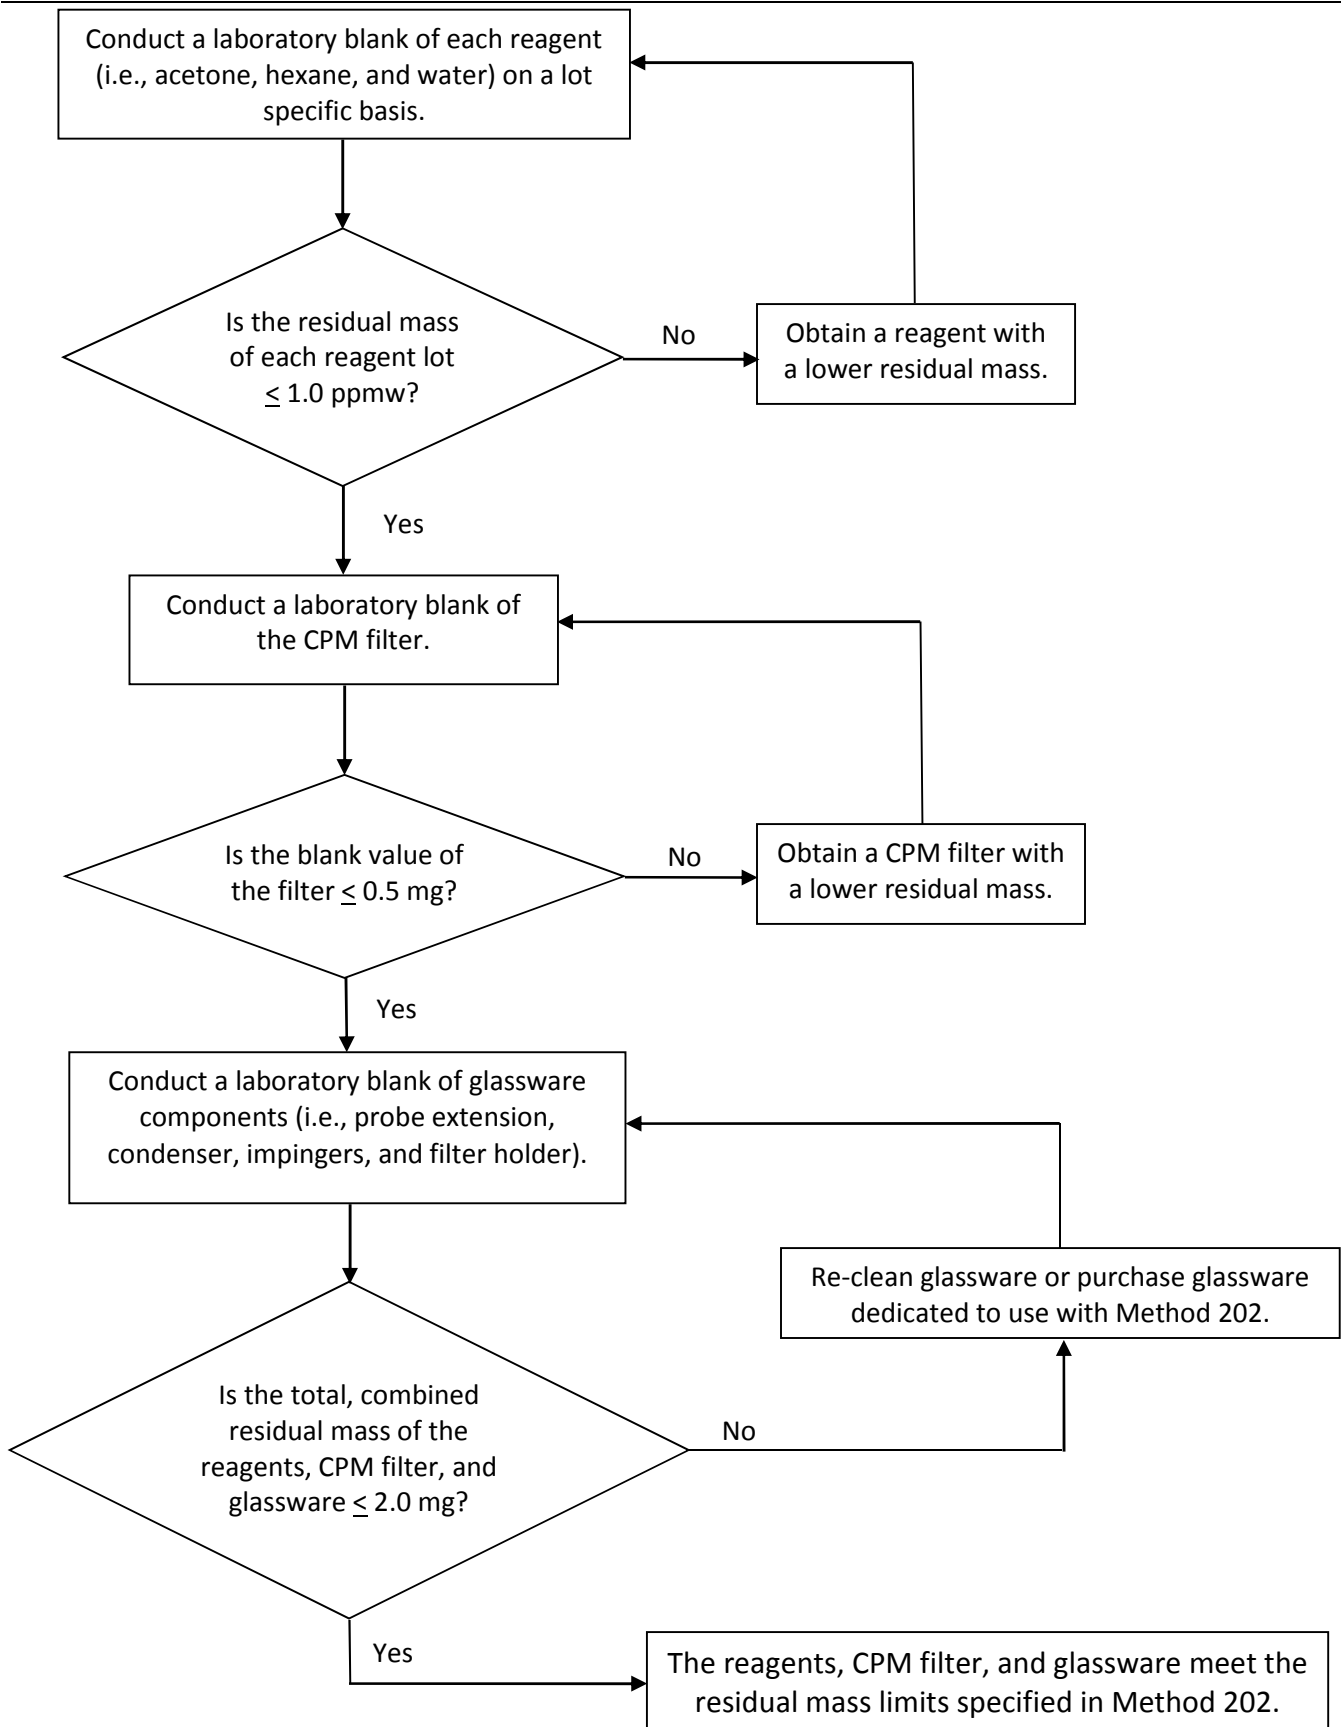 Conduct a laboratory blank of each reagent
(i.e., acetone, hexane, and water) on a lot
specific basis.
Is the residual mass
of each reagent lot
≤ 1.0 ppmw?
No
Obtain a reagent with
a lower residual mass.
Yes
Conduct a laboratory blank of
the CPM filter.
Is the blank value of
the filter ≤ 0.5 mg?
No
Obtain a CPM filter with
a lower residual mass.
Yes
Conduct a laboratory blank of glassware
components (i.e., probe extension,
condenser, impingers, and filter holder).
Re-clean glassware or purchase glassware
dedicated to use with Method 202.
Is the total, combined
residual mass of the
reagents, CPM filter, and
glassware ≤ 2.0 mg?
No
Yes
The reagents, CPM filter, and glassware meet the
residual mass limits specified in Method 202.